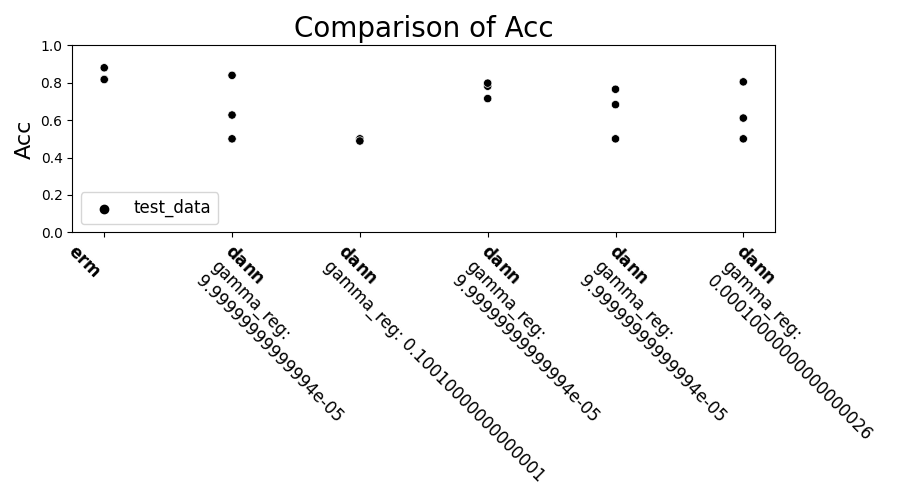 Comparison of Acc
Acc
1.0
0.8
0.6
0.4
0.2
0.0
test_data
erm
dann
gamma_reg:
9.999999999999994e-05
dann
gamma_reg: 0.10010000000000001
dann
gamma_reg:
9.999999999999994e-05
dann
gamma_reg:
9.999999999999994e-05
dann
gamma_reg:
0.00010000000000000026